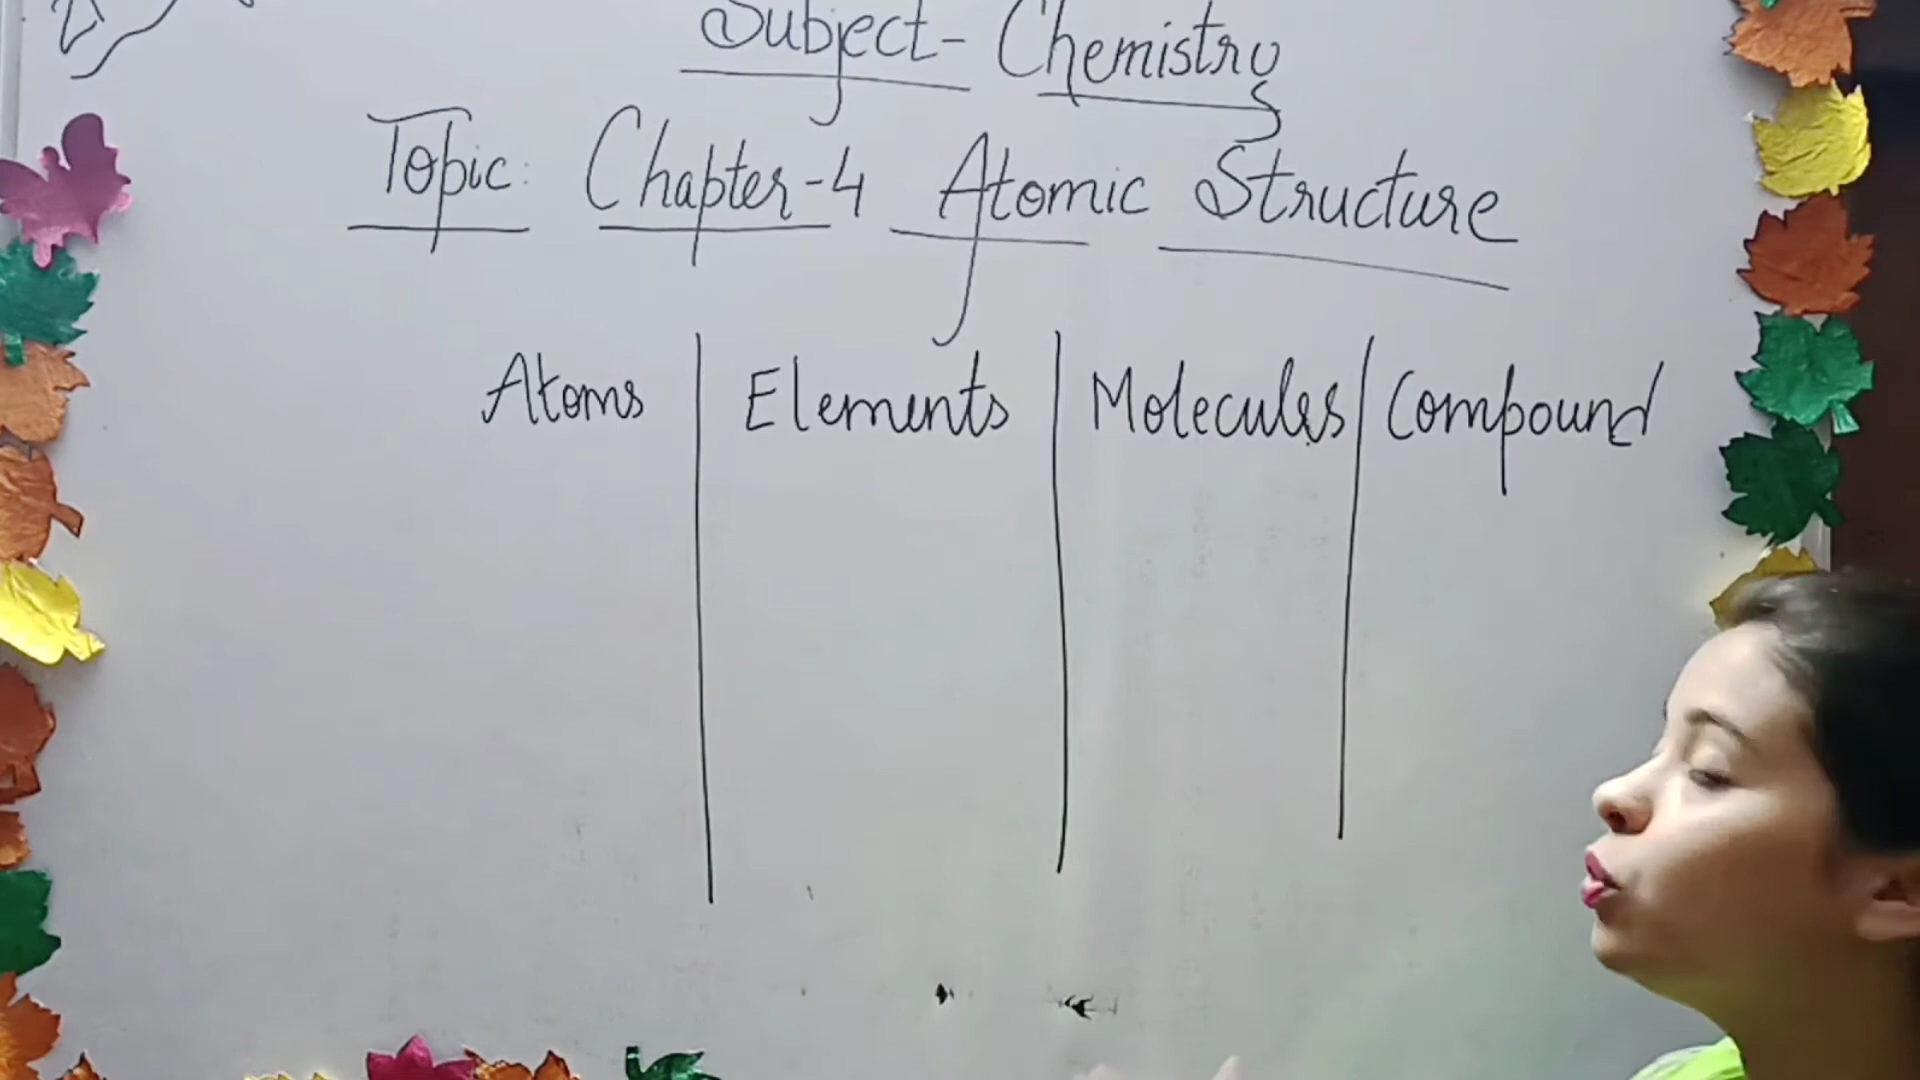 Subject - Chemistry
Topic: Chapter-4 Atomic Structure
Atoms Elements Molecules Compound